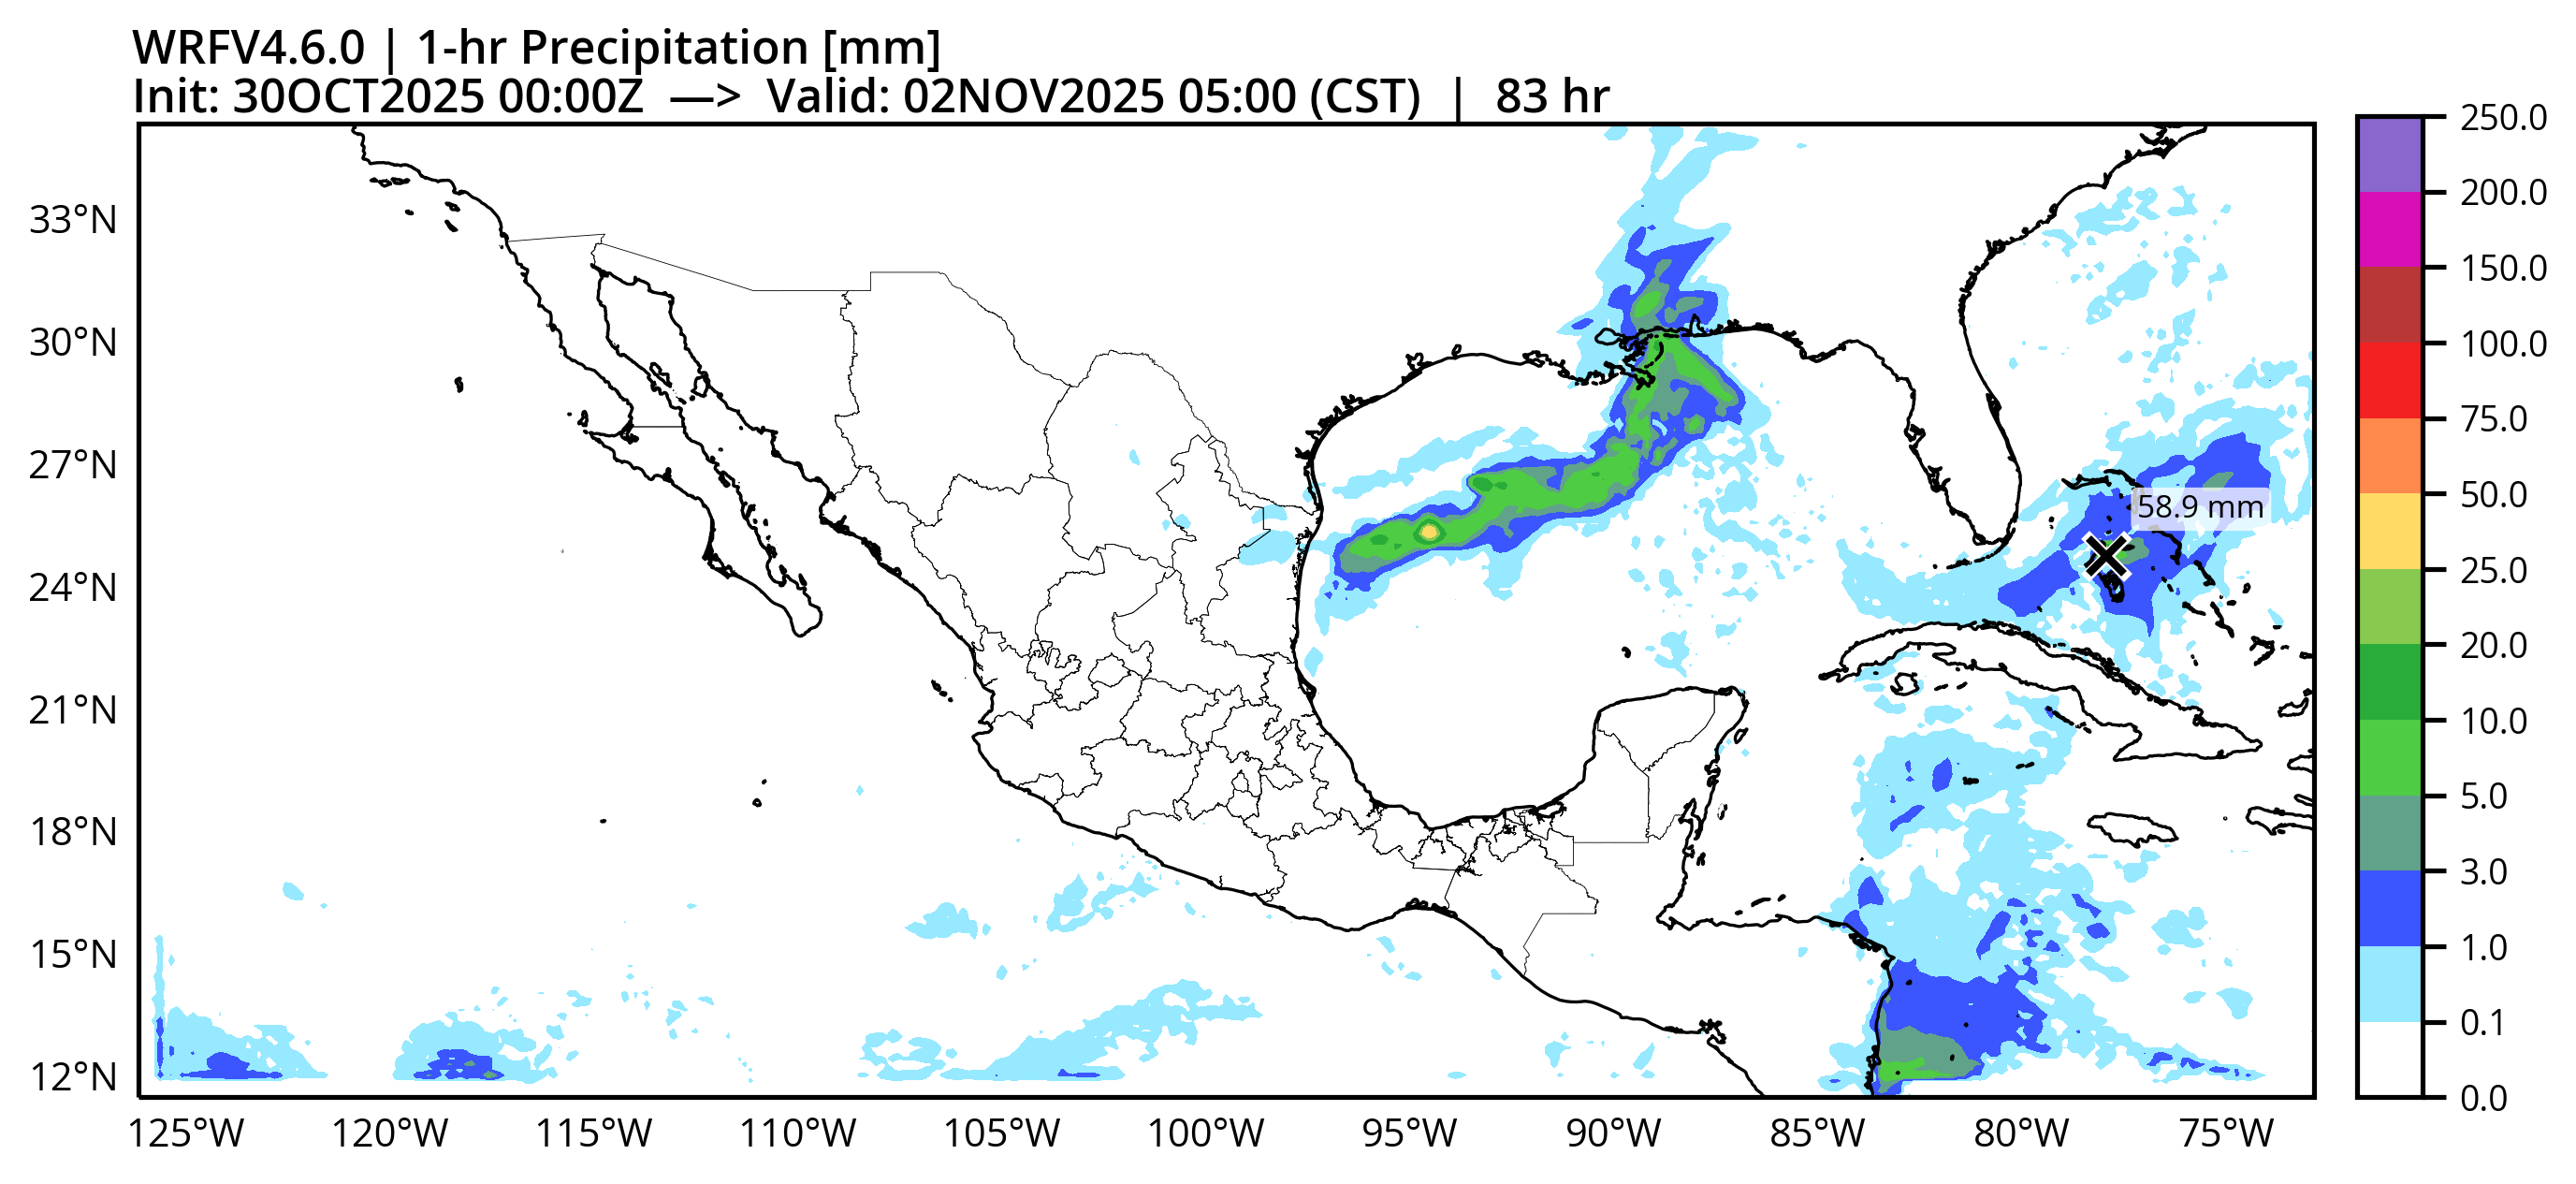 WRFV4.6.0 | 1-hr Precipitation [mm]
Init: 30OCT2025 00:00Z —> Valid: 02NOV2025 05:00 (CST) | 83 hr
250.0
200.0
150.0
100.0
75.0
50.0
25.0
20.0
10.0
5.0
3.0
1.0
0.1
0.0
33°N
30°N
27°N
24°N
21°N
18°N
15°N
12°N
58.9 mm
125°W 120°W 115°W 110°W 105°W 100°W 95°W 90°W 85°W 80°W 75°W